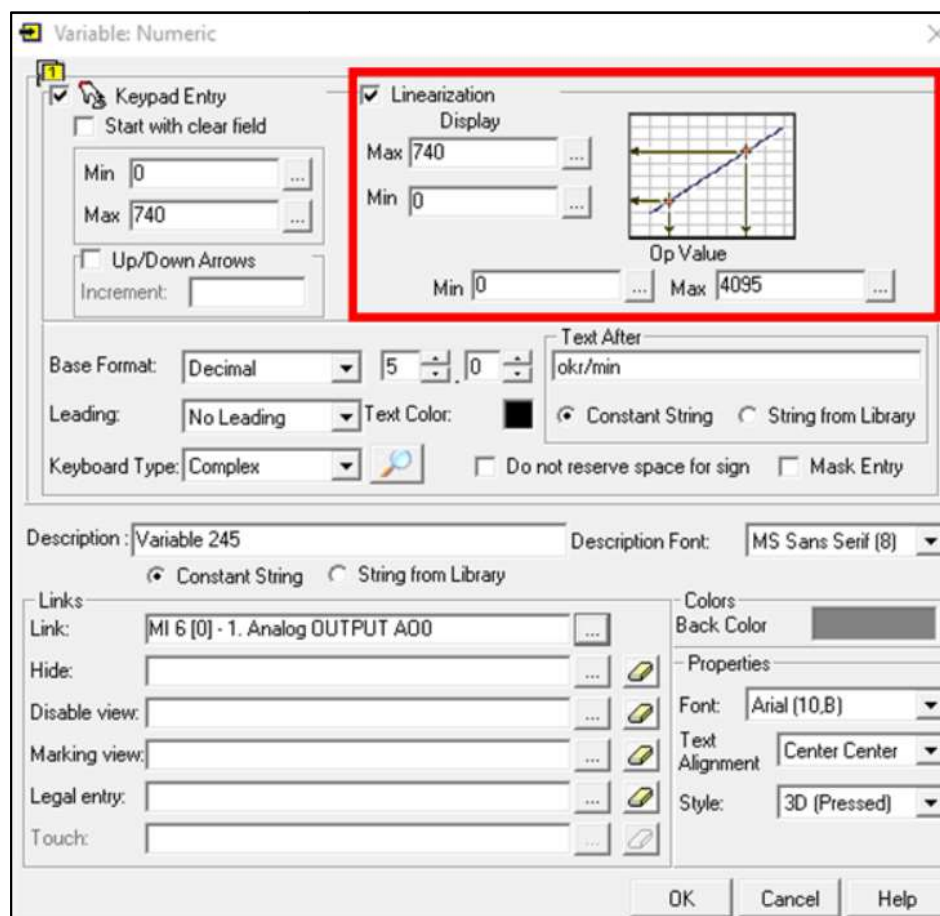 Variable: Numeric
1
Keypad Entry
Start with clear field
Min 0 ...
Max 740 ...
Up/Down Arrows
Increment:
Linearization
Display
Max 740 ...
Min 0 ...
Op Value
Min 0 ... Max 4095 ...
Base Format: Decimal 5 . 0
Leading: No Leading Text Color:
Keyboard Type: Complex
Text After
okr/min
Constant String String from Library
Do not reserve space for sign Mask Entry
Description : Variable 245 Description Font: MS Sans Serif (8)
Constant String String from Library
Links
Link: MI 6 [0] - 1. Analog OUTPUT AO0 ...
Hide: ...
Disable view: ...
Marking view: ...
Legal entry: ...
Touch: ...
Colors
Back Color
Properties
Font: Arial (10,B)
Text
Alignment Center Center
Style: 3D (Pressed)
OK Cancel Help